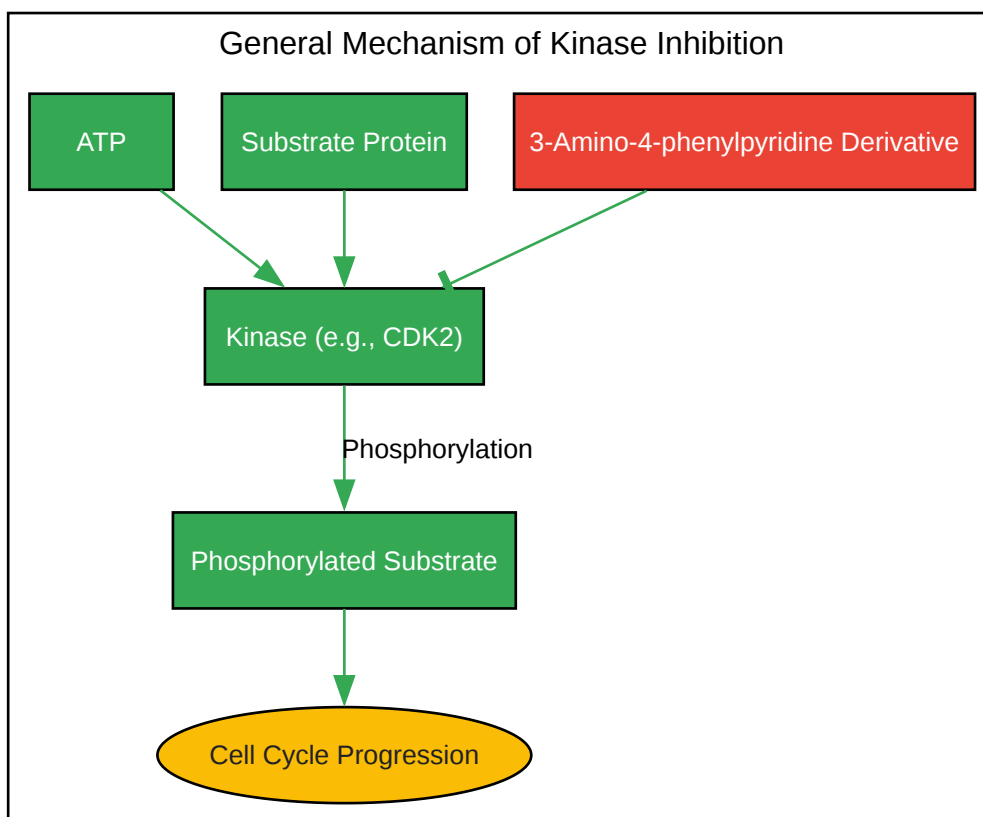 General Mechanism of Kinase Inhibition
ATP
Substrate Protein
3-Amino-4-phenylpyridine Derivative
Kinase (e.g., CDK2)
Phosphorylation
Phosphorylated Substrate
Cell Cycle Progression